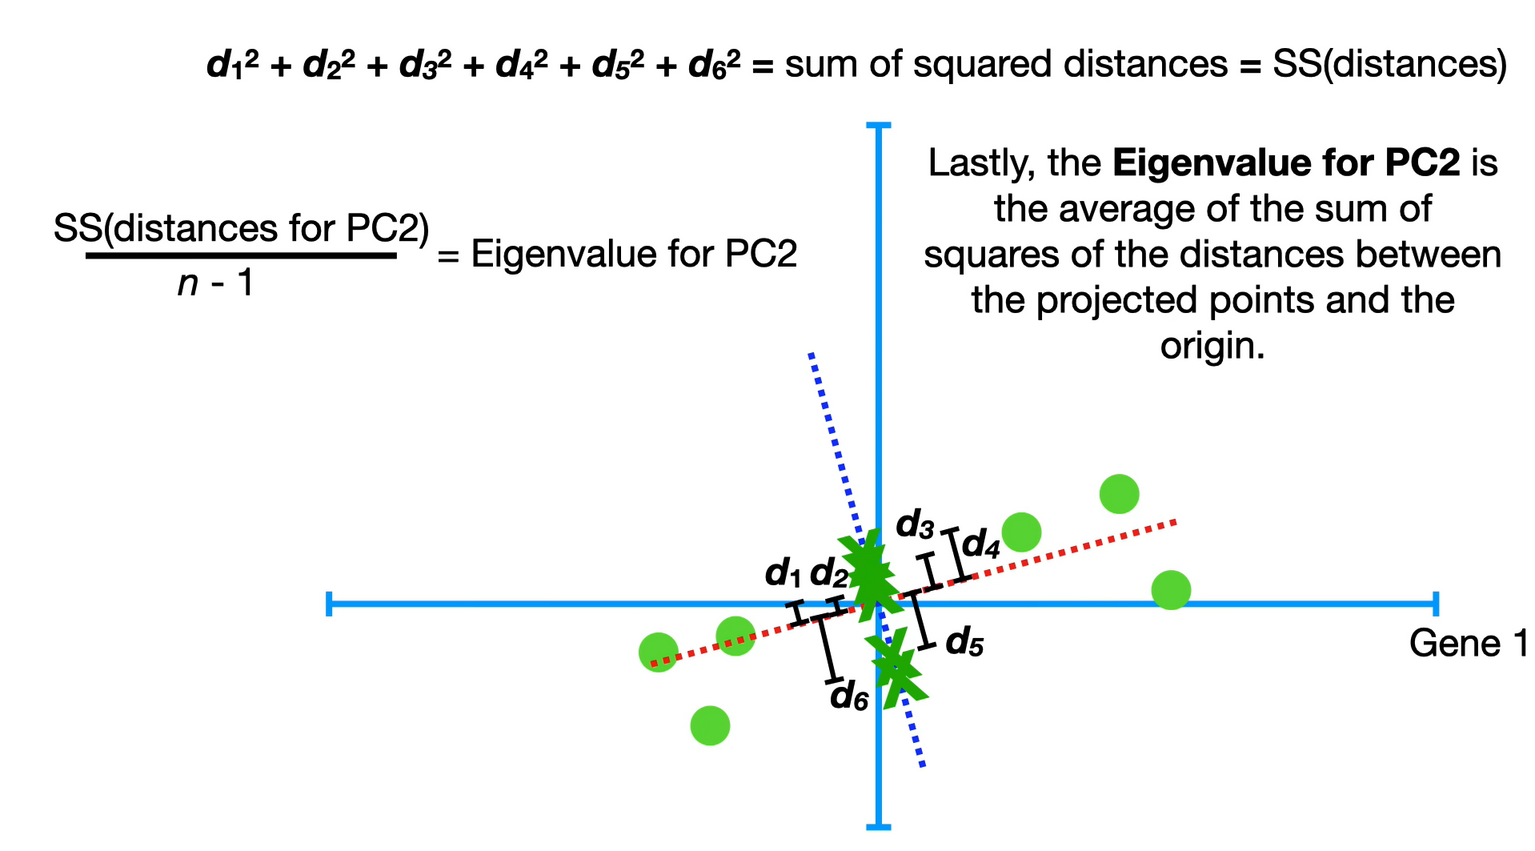 d₁² + d₂² + d₃² + d₄² + d₅² + d₆² = sum of squared distances = SS(distances)
Lastly, the Eigenvalue for PC2 is
the average of the sum of
squares of the distances between
the projected points and the
origin.
SS(distances for PC2)
n - 1
= Eigenvalue for PC2
d₃
d₄
d₁ d₂
d₅
d₆
Gene 1